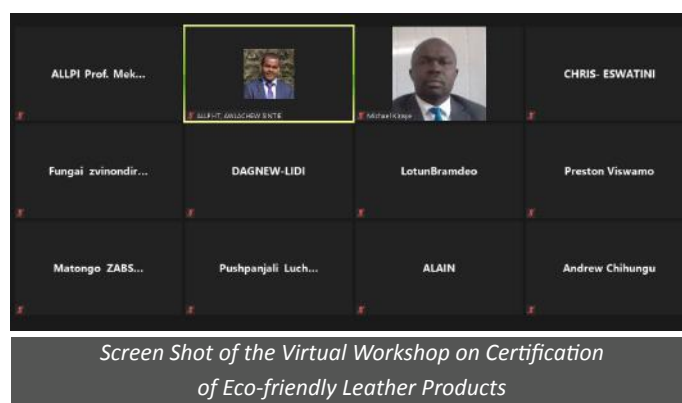 ALLPI Prof. Mek...
CHRIS- ESWATINI
Fungai zvinondir...
DAGNEW-LIDI
LotunBramdeo
Preston Viswamo
Matongo ZABS...
Pushpanjali Luch...
ALAIN
Andrew Chihungu
Screen Shot of the Virtual Workshop on Certification
of Eco-friendly Leather Products